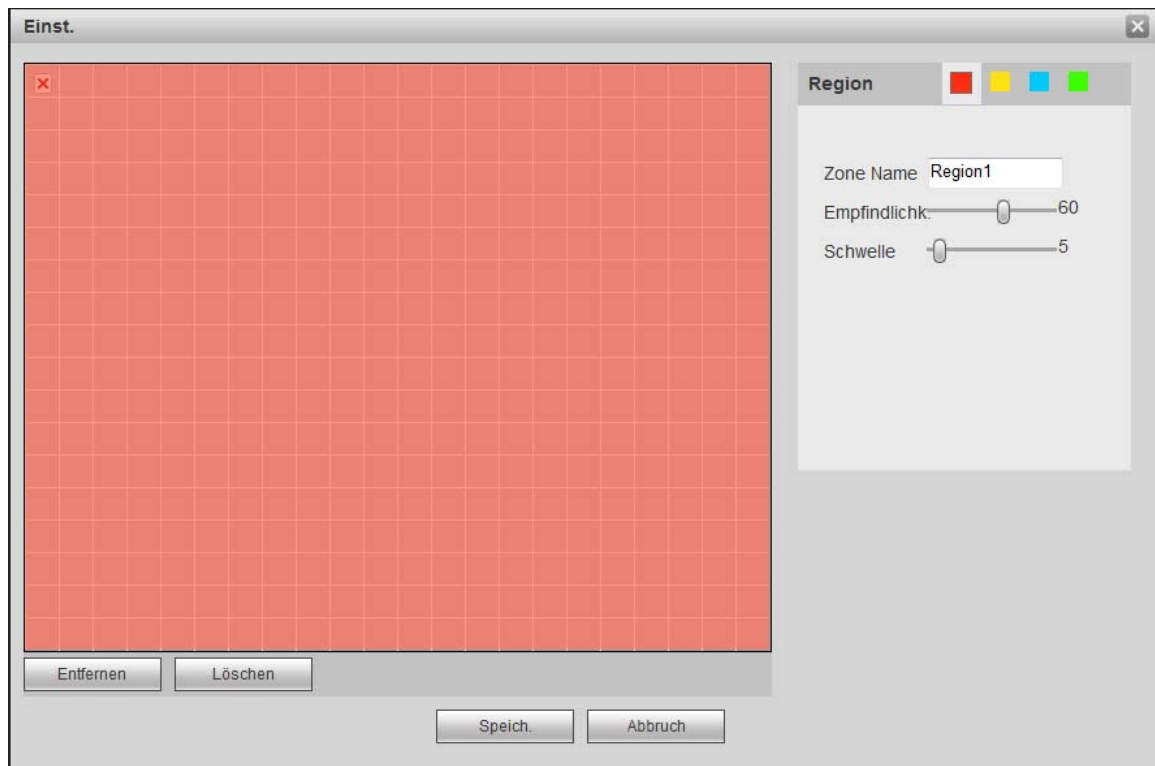 Einst.
Region
Zone Name Region1
Empfindlichk. 60
Schwelle 5
Entfernen Löschen
Speich. Abbruch